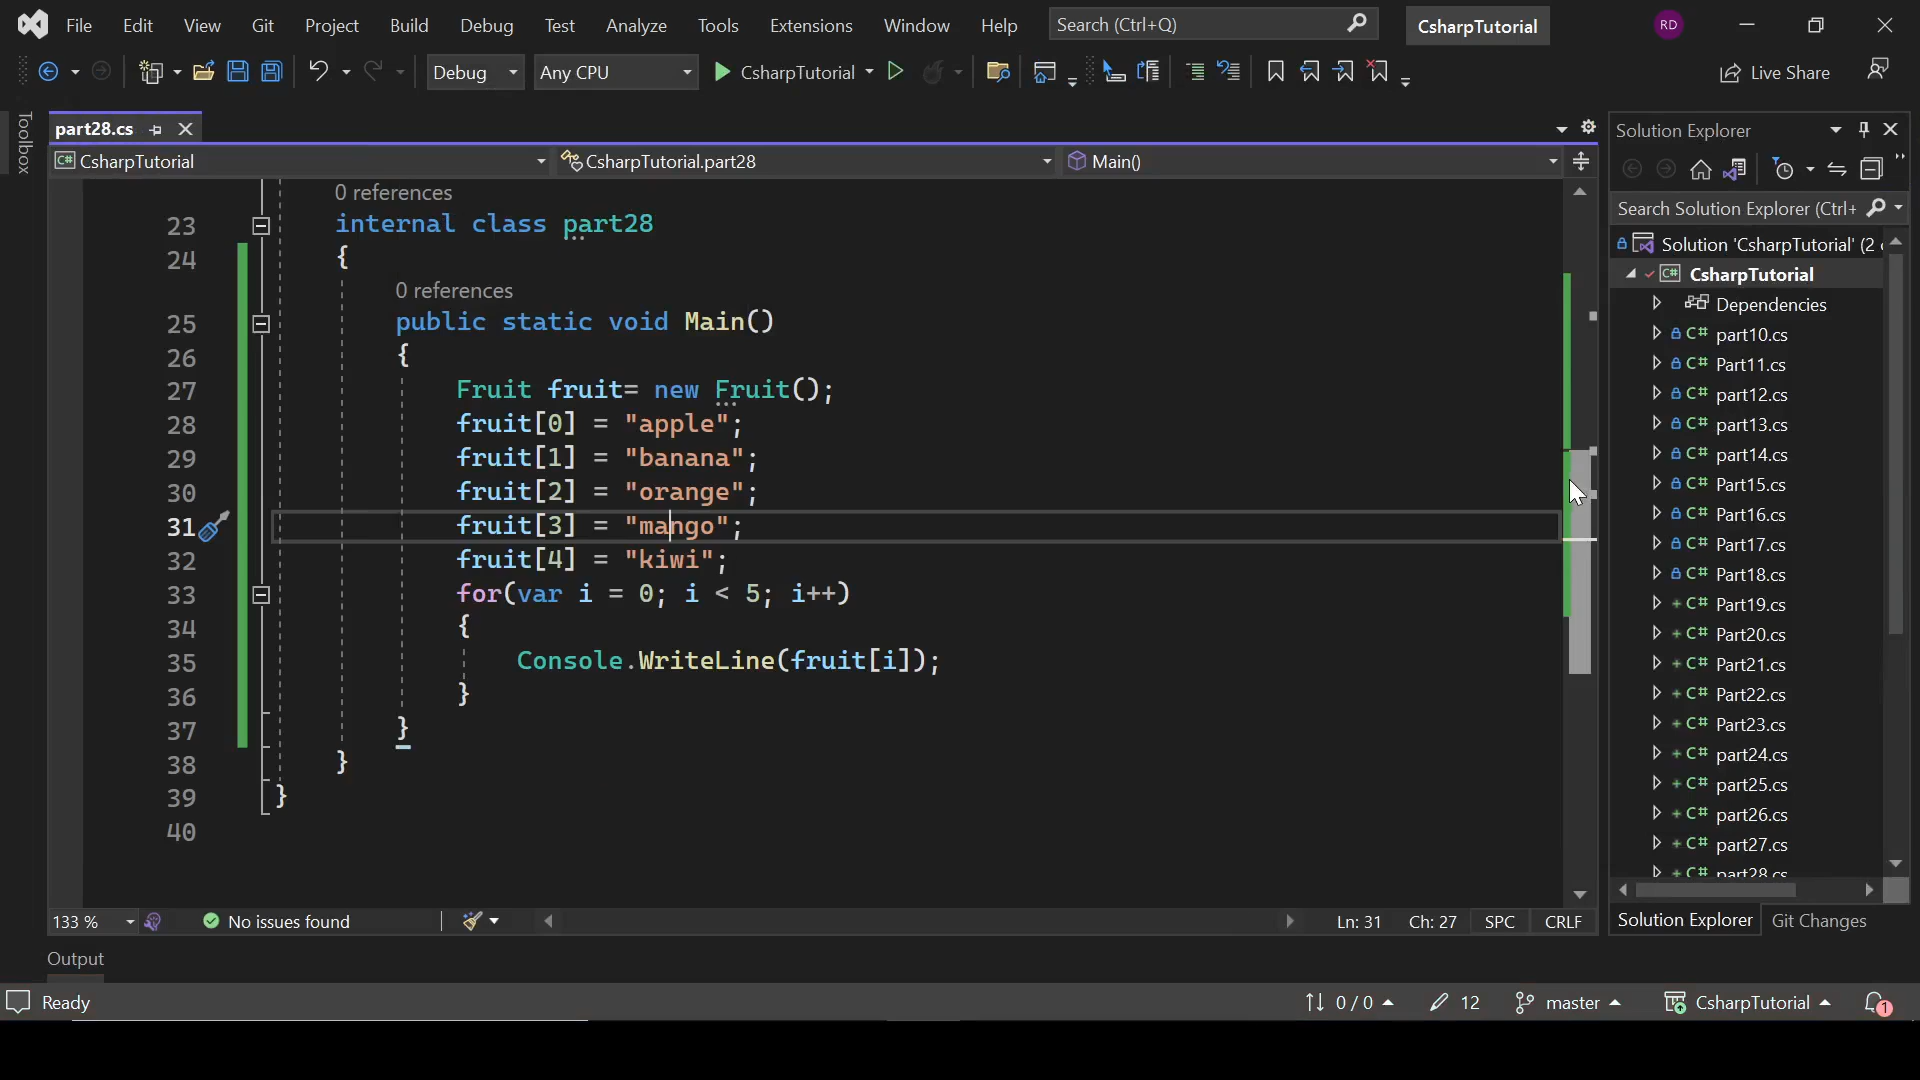 File Edit View Git Project Build Debug Test Analyze Tools Extensions Window Help Search (Ctrl+Q) CsharpTutorial RD
Debug Any CPU CsharpTutorial Live Share
Toolbox
part28.cs
CsharpTutorial CsharpTutorial.part28 Main()
0 references
23 internal class part28
24 {
0 references
25 public static void Main()
26 {
27 Fruit fruit= new Fruit();
28 fruit[0] = "apple";
29 fruit[1] = "banana";
30 fruit[2] = "orange";
31 fruit[3] = "mango";
32 fruit[4] = "kiwi";
33 for(var i = 0; i < 5; i++)
34 {
35 Console.WriteLine(fruit[i]);
36 }
37 }
38 }
39 }
40
133 % No issues found Ln: 31 Ch: 27 SPC CRLF
Solution Explorer
Search Solution Explorer (Ctrl+
Solution 'CsharpTutorial' (2
C# CsharpTutorial
Dependencies
C# part10.cs
C# Part11.cs
C# part12.cs
C# part13.cs
C# part14.cs
C# Part15.cs
C# Part16.cs
C# Part17.cs
C# Part18.cs
C# Part19.cs
C# Part20.cs
C# Part21.cs
C# Part22.cs
C# Part23.cs
C# part24.cs
C# part25.cs
C# part26.cs
C# part27.cs
C# part28.cs
Solution Explorer Git Changes
Output
Ready 0 / 0 12 master CsharpTutorial 1